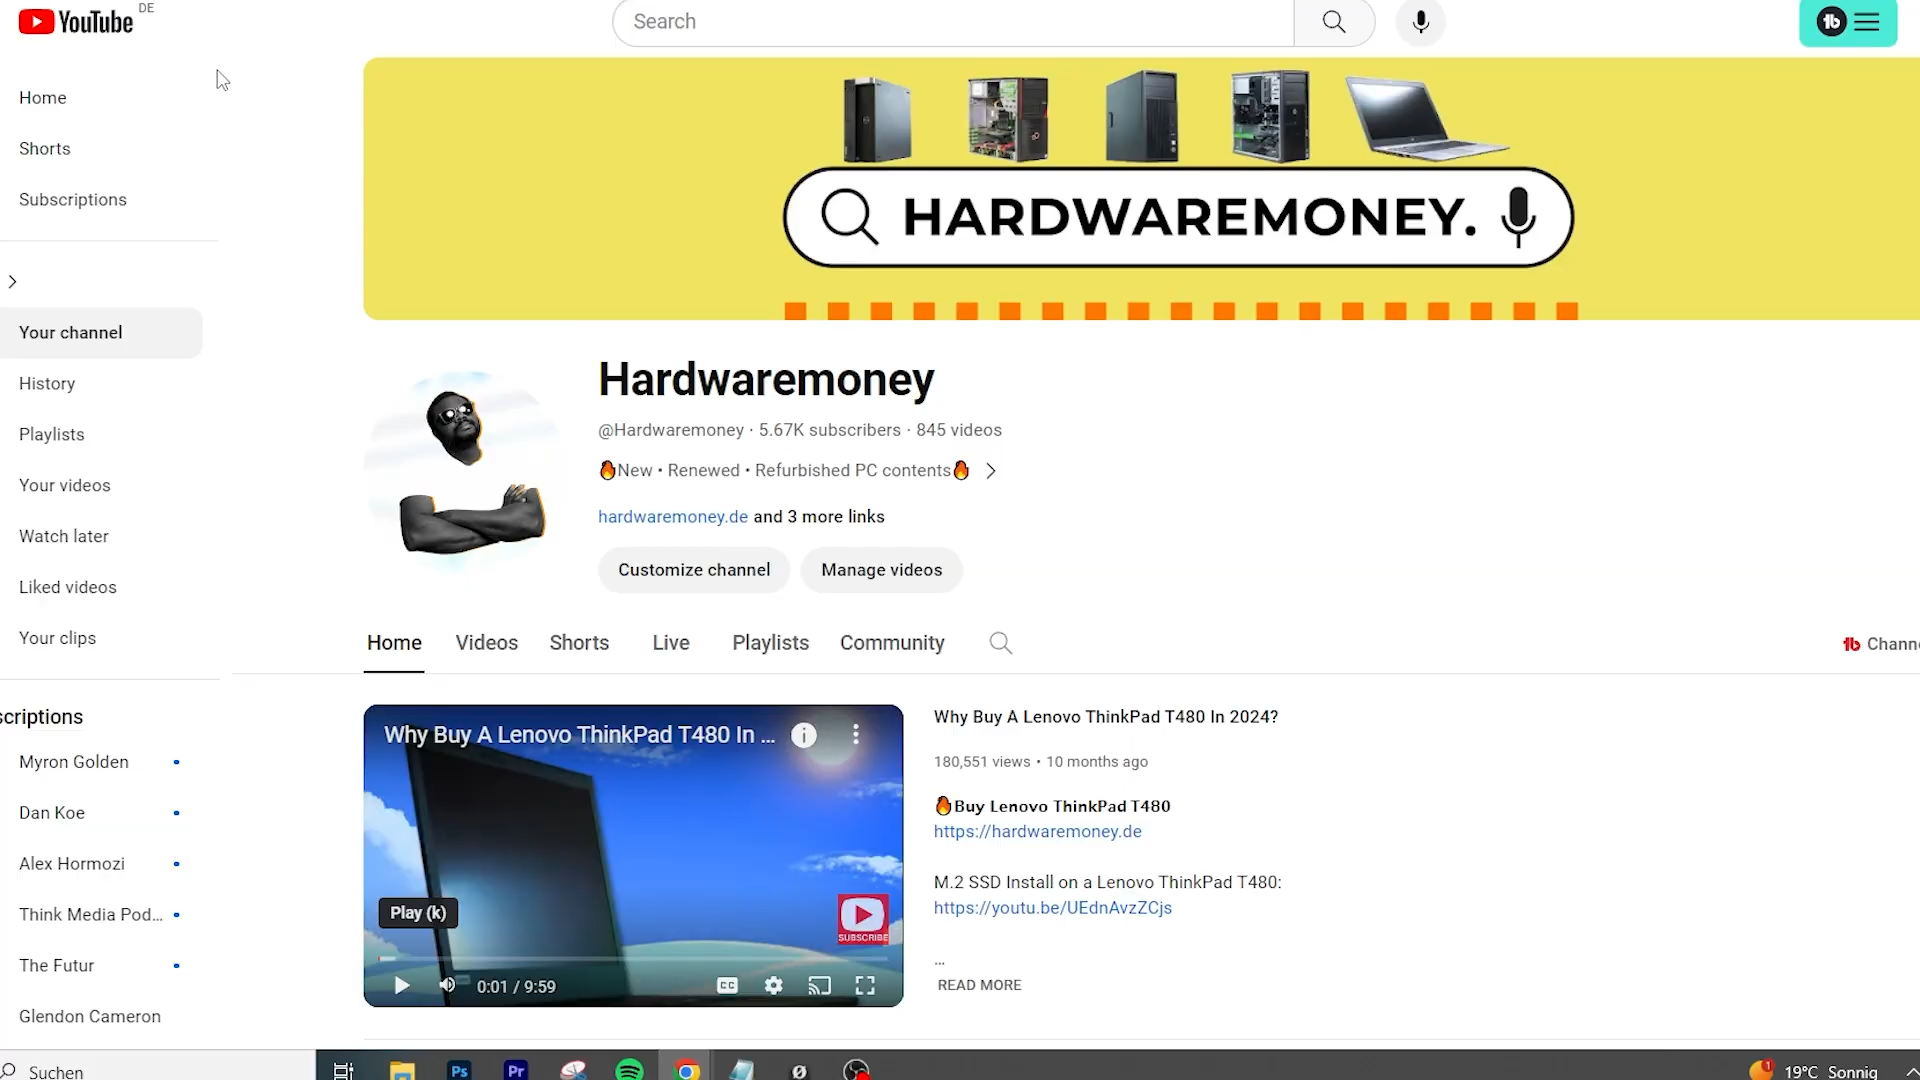 YouTube DE
Search
Home
Shorts
Subscriptions
Your channel
History
Playlists
Your videos
Watch later
Liked videos
Your clips
scriptions
Myron Golden
Dan Koe
Alex Hormozi
Think Media Pod...
The Futur
Glendon Cameron
HARDWAREMONEY.
Hardwaremoney
@Hardwaremoney · 5.67K subscribers · 845 videos
🔥New • Renewed • Refurbished PC contents🔥
hardwaremoney.de and 3 more links
Customize channel
Manage videos
Home
Videos
Shorts
Live
Playlists
Community
Chann
Why Buy A Lenovo ThinkPad T480 In ...
Play (k)
SUBSCRIBE
0:01 / 9:59
CC
Why Buy A Lenovo ThinkPad T480 In 2024?
180,551 views • 10 months ago
🔥Buy Lenovo ThinkPad T480
https://hardwaremoney.de
M.2 SSD Install on a Lenovo ThinkPad T480:
https://youtu.be/UEdnAvzZCjs
...
READ MORE
Suchen
Ps
Pr
1
19°C Sonnig